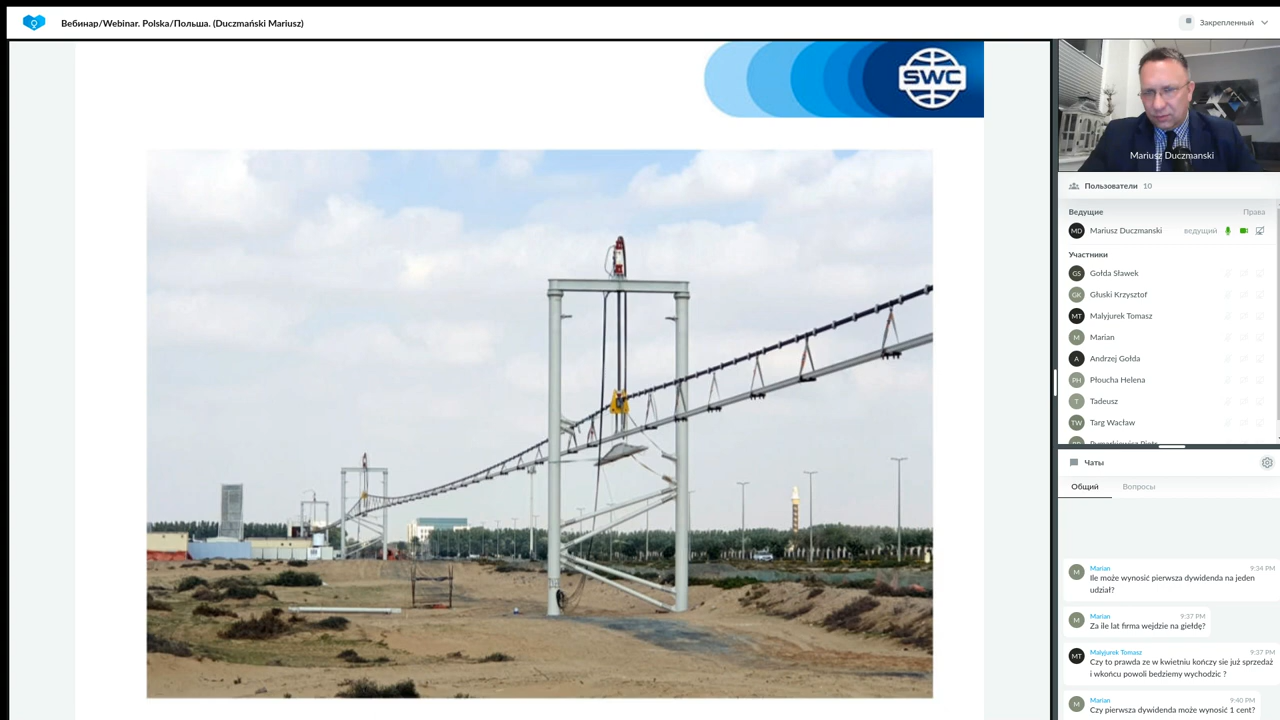 Вебинар/Webinar. Polska/Польша. (Duczmański Mariusz)
Закрепленный
SWC
Mariusz Duczmanski
Пользователи 10
Ведущие Права
MD Mariusz Duczmanski ведущий
Участники
GS Gołda Sławek
GK Głuski Krzysztof
MT Malyjurek Tomasz
M Marian
A Andrzej Gołda
PH Płoucha Helena
T Tadeusz
TW Targ Wacław
Чаты
Общий Вопросы
M Marian 9:34 PM
Ile może wynosić pierwsza dywidenda na jeden
udział?
M Marian 9:37 PM
Za ile lat firma wejdzie na giełdę?
MT Malyjurek Tomasz 9:37 PM
Czy to prawda ze w kwietniu kończy sie już sprzedaż
i wkońcu powoli bedziemy wychodzic ?
M Marian 9:40 PM
Czy pierwsza dywidenda może wynosić 1 cent?